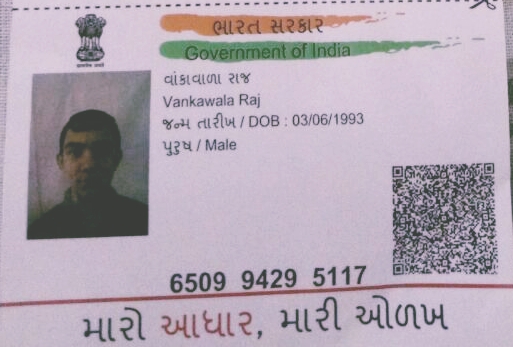 ભારત સરકાર
Government of India
વાંકાવાળા રાજ
Vankawala Raj
જન્મ તારીખ / DOB : 03/06/1993
પુરુષ / Male
6509 9429 5117
મારો આધાર, મારી ઓળખ